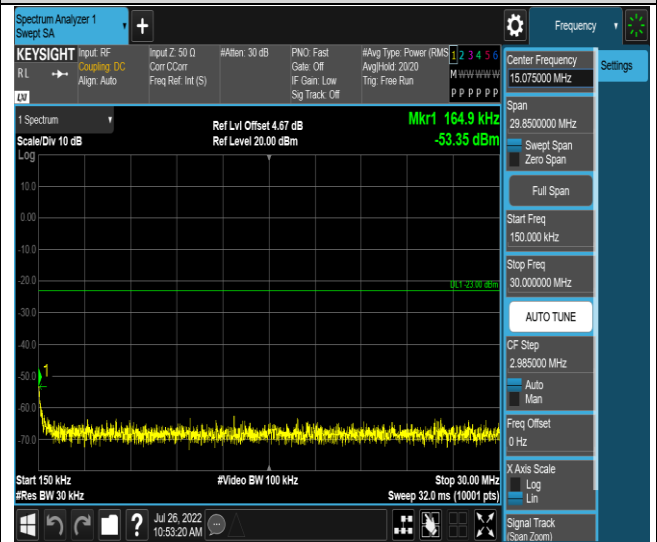 Spectrum Analyzer 1
Swept SA
+
Frequency
KEYSIGHT
RL
LXI
Input: RF
Coupling: DC
Align: Auto
Input Z: 50 Ω
Corr CCorr
Freq Ref: Int (S)
#Atten: 30 dB
PNO: Fast
Gate: Off
IF Gain: Low
Sig Track: Off
#Avg Type: Power (RMS
Avg|Hold: 20/20
Trig: Free Run
1 2 3 4 5 6
M W W W W W
P P P P P P
1 Spectrum
Scale/Div 10 dB
Ref Lvl Offset 4.67 dB
Ref Level 20.00 dBm
Mkr1 164.9 kHz
-53.35 dBm
Log
10.0
0.00
-10.0
-20.0
DL1 -23.00 dBm
-30.0
-40.0
-50.0
1
-60.0
-70.0
Start 150 kHz
#Video BW 100 kHz
Stop 30.00 MHz
#Res BW 30 kHz
Sweep 32.0 ms (10001 pts)
?
Jul 26, 2022
10:53:20 AM
Center Frequency
15.075000 MHz
Settings
Span
29.8500000 MHz
Swept Span
Zero Span
Full Span
Start Freq
150.000 kHz
Stop Freq
30.000000 MHz
AUTO TUNE
CF Step
2.985000 MHz
Auto
Man
Freq Offset
0 Hz
X Axis Scale
Log
Lin
Signal Track
(Span Zoom)